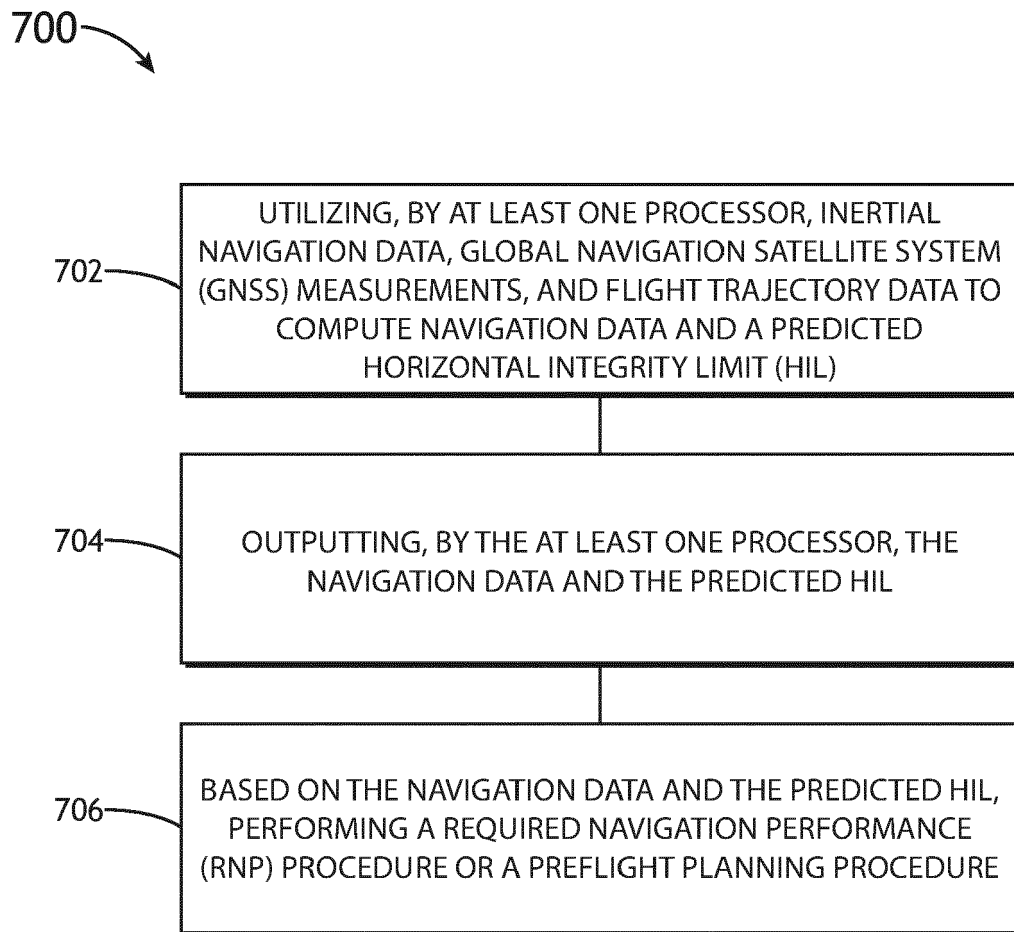 700
702
UTILIZING, BY AT LEAST ONE PROCESSOR, INERTIAL
NAVIGATION DATA, GLOBAL NAVIGATION SATELLITE SYSTEM
(GNSS) MEASUREMENTS, AND FLIGHT TRAJECTORY DATA TO
COMPUTE NAVIGATION DATA AND A PREDICTED
HORIZONTAL INTEGRITY LIMIT (HIL)
704
OUTPUTTING, BY THE AT LEAST ONE PROCESSOR, THE
NAVIGATION DATA AND THE PREDICTED HIL
706
BASED ON THE NAVIGATION DATA AND THE PREDICTED HIL,
PERFORMING A REQUIRED NAVIGATION PERFORMANCE
(RNP) PROCEDURE OR A PREFLIGHT PLANNING PROCEDURE